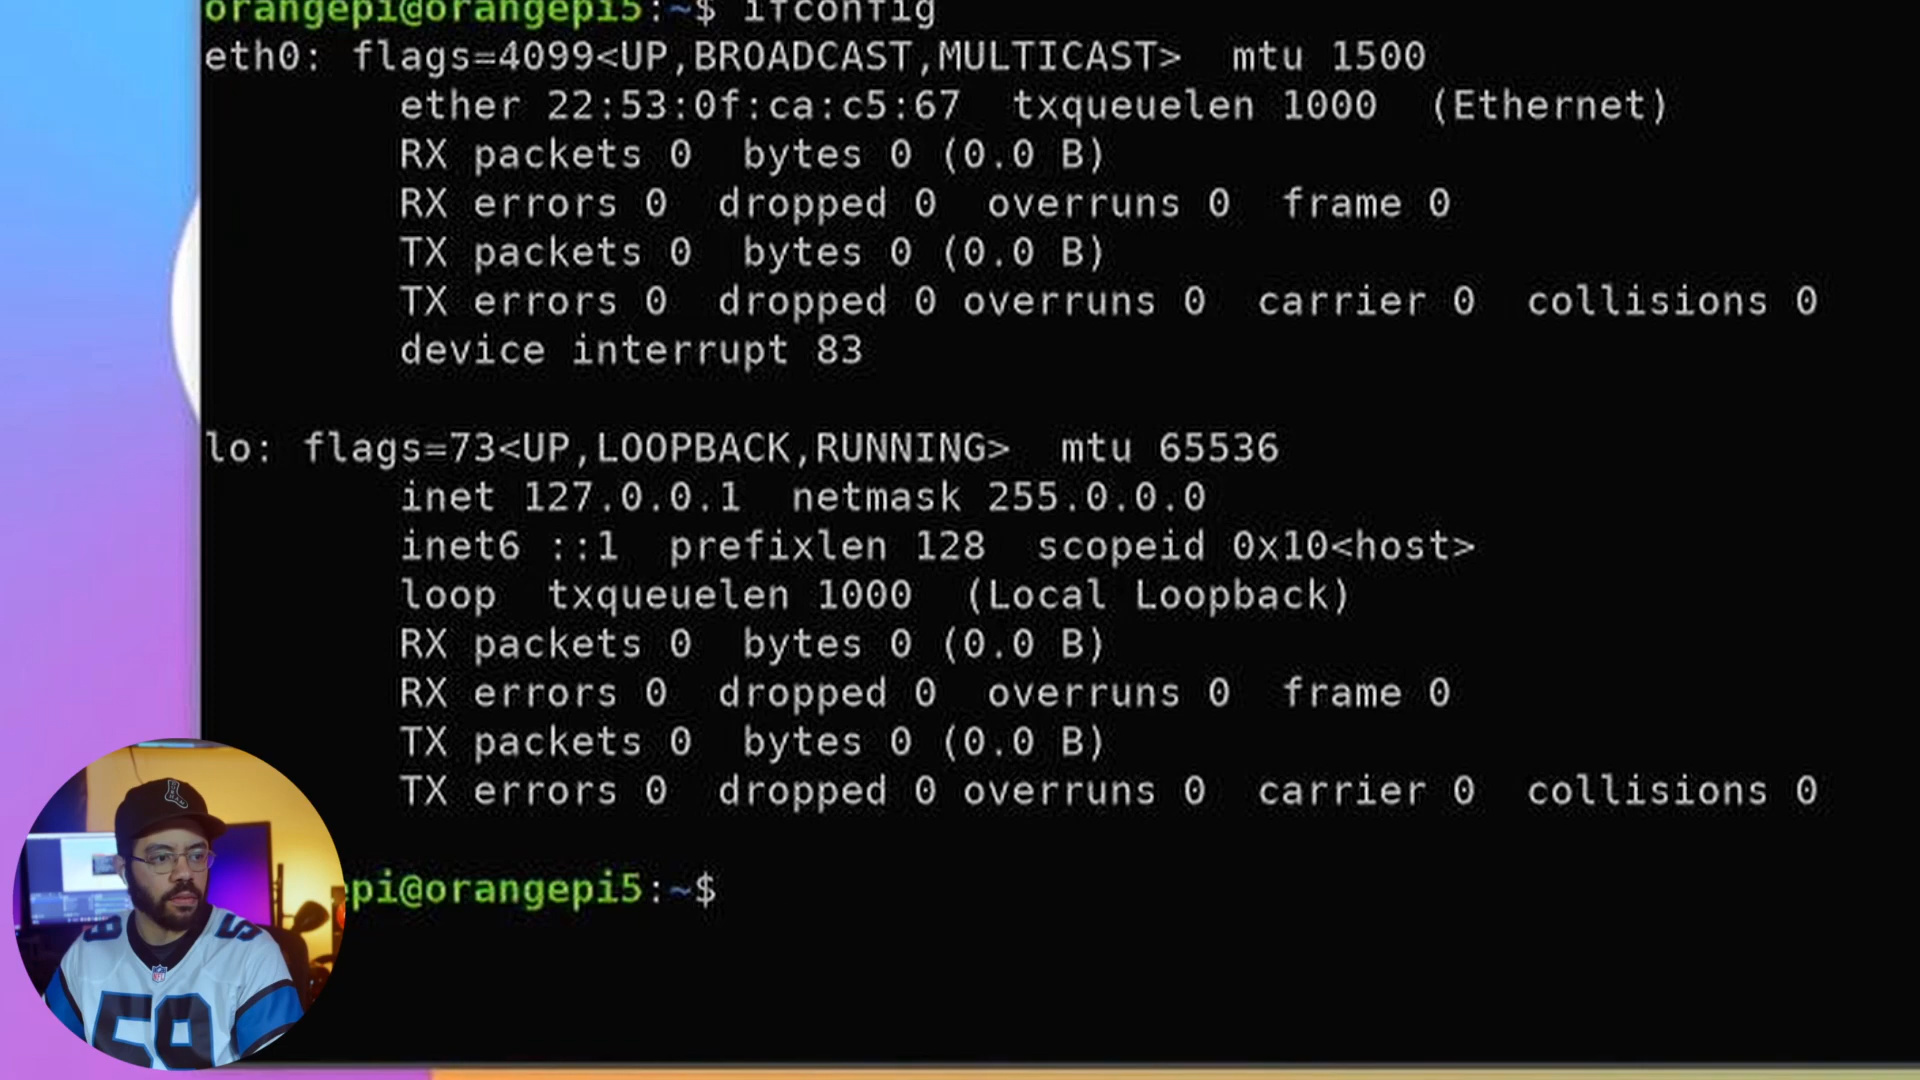 orangepi@orangepi5:~$ ifconfig
eth0: flags=4099<UP,BROADCAST,MULTICAST>  mtu 1500
ether 22:53:0f:ca:c5:67  txqueuelen 1000  (Ethernet)
RX packets 0  bytes 0 (0.0 B)
RX errors 0  dropped 0  overruns 0  frame 0
TX packets 0  bytes 0 (0.0 B)
TX errors 0  dropped 0 overruns 0  carrier 0  collisions 0
device interrupt 83
lo: flags=73<UP,LOOPBACK,RUNNING>  mtu 65536
inet 127.0.0.1  netmask 255.0.0.0
inet6 ::1  prefixlen 128  scopeid 0x10<host>
loop  txqueuelen 1000  (Local Loopback)
RX packets 0  bytes 0 (0.0 B)
RX errors 0  dropped 0  overruns 0  frame 0
TX packets 0  bytes 0 (0.0 B)
TX errors 0  dropped 0 overruns 0  carrier 0  collisions 0
pi@orangepi5:~$
59